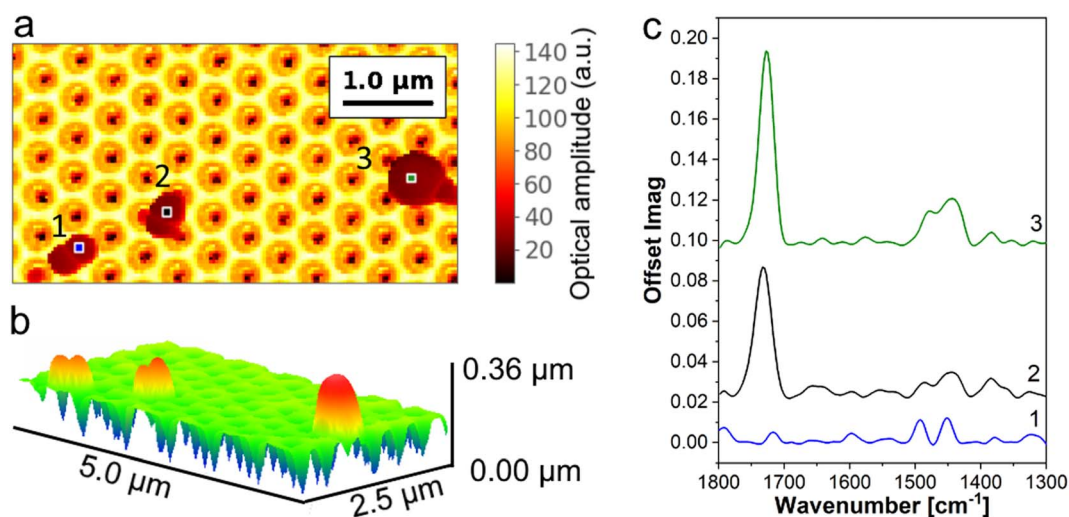 a
1.0 µm
1
2
3
140
120
100
80
60
40
20
Optical amplitude (a.u.)
b
0.36 µm
0.00 µm
5.0 µm
2.5 µm
c
Offset Imag
0.20
0.18
0.16
0.14
0.12
0.10
0.08
0.06
0.04
0.02
0.00
3
2
1
1800 1700 1600 1500 1400 1300
Wavenumber [cm⁻¹]